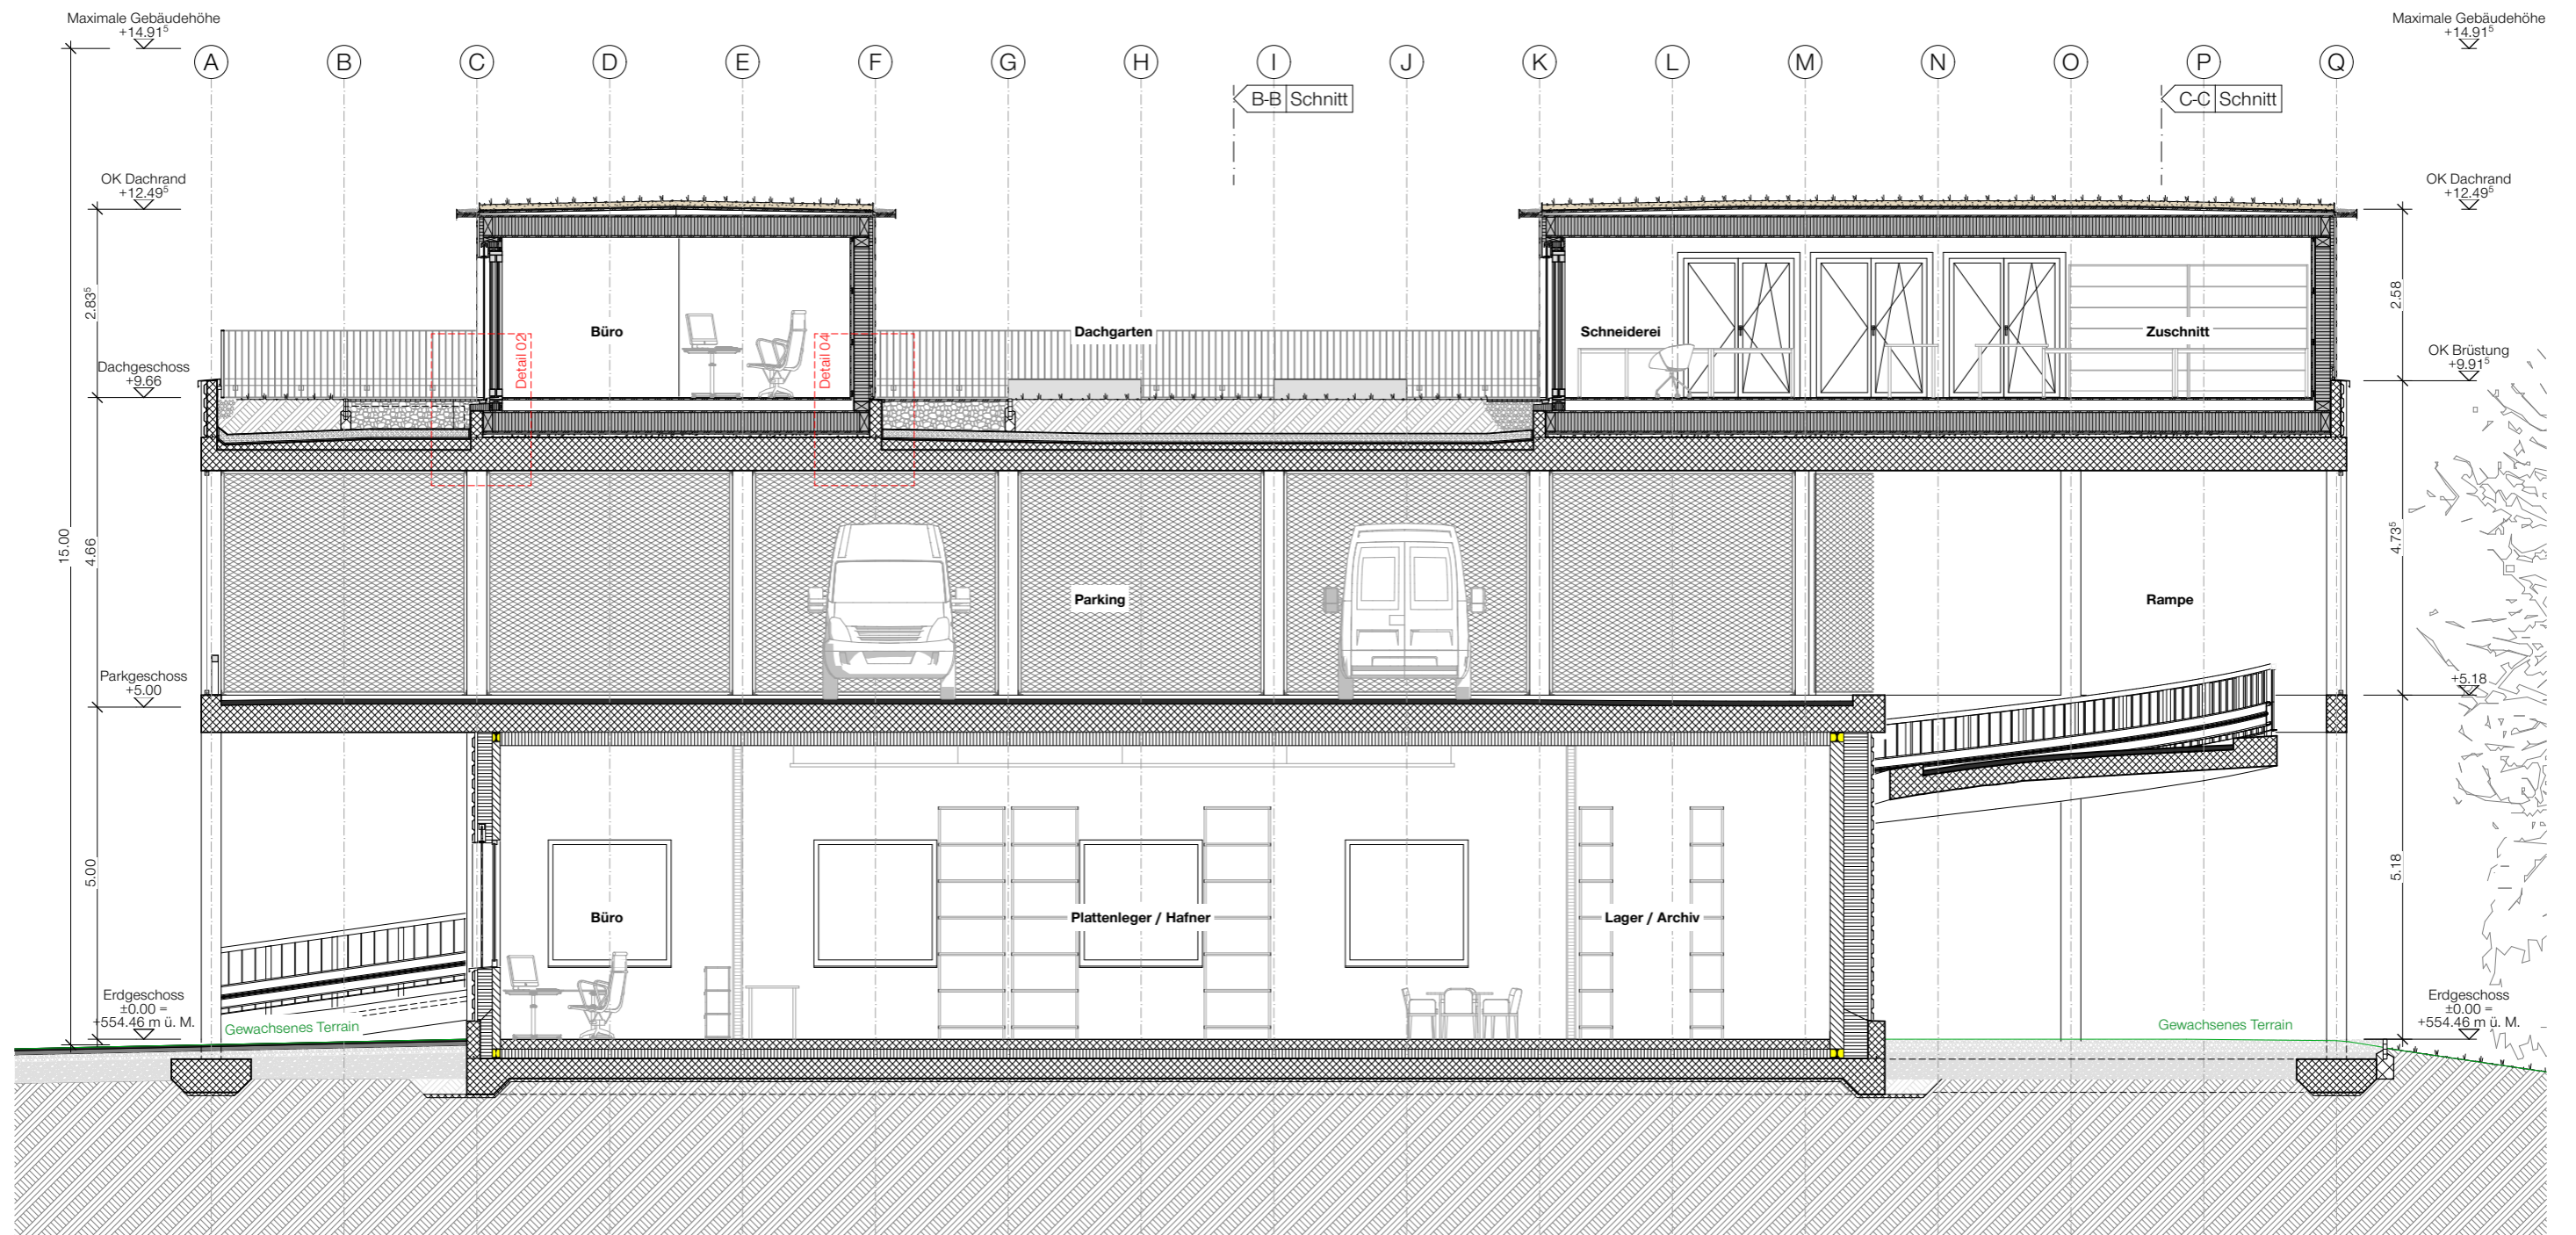 Maximale Gebäudehöhe
+14.91⁵
Maximale Gebäudehöhe
+14.91⁵
A B C D E F G H I J K L M N O P Q
B-B Schnitt
C-C Schnitt
OK Dachrand
+12.49⁵
OK Dachrand
+12.49⁵
2.83⁵
2.58
Büro
Detail 02
Detail 04
Dachgarten
Schneiderei
Zuschnitt
Dachgeschoss
+9.66
OK Brüstung
+9.91⁵
15.00
4.66
4.73⁵
Parking
Rampe
Parkgeschoss
+5.00
+5.18
5.00
5.18
Büro
Plattenleger / Hafner
Lager / Archiv
Erdgeschoss
±0.00 =
+554.46 m ü. M.
Gewachsenes Terrain
Gewachsenes Terrain
Erdgeschoss
±0.00 =
+554.46 m ü. M.